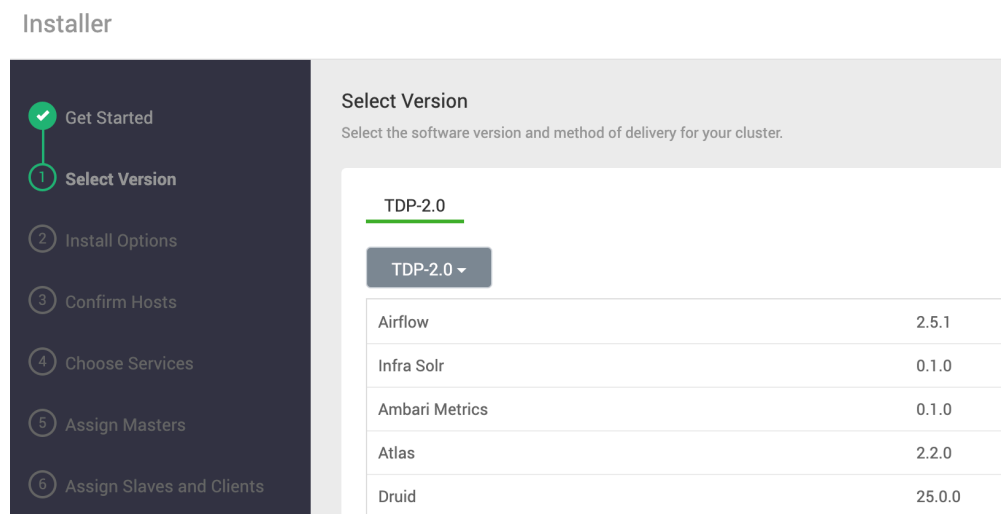 Installer
Get Started
1 Select Version
2 Install Options
3 Confirm Hosts
4 Choose Services
5 Assign Masters
6 Assign Slaves and Clients
Select Version
Select the software version and method of delivery for your cluster.
TDP-2.0
TDP-2.0
Airflow 2.5.1
Infra Solr 0.1.0
Ambari Metrics 0.1.0
Atlas 2.2.0
Druid 25.0.0